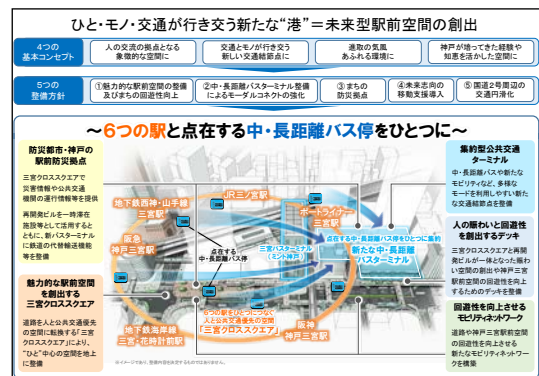 ひと・モノ・交通が行き交う新たな“港”＝未来型駅前空間の創出
4つの
基本コンセプト
人の交流の拠点となる
象徴的な空間に
交通とモノが行き交う
新しい交通結節点に
進取の気風
あふれる環境に
神戸が培ってきた経験や
知恵を活かした空間に
5つの
整備方針
①魅力的な駅前空間の整備
及びまちの回遊性向上
②中・長距離バスターミナル整備
によるモーダルコネクトの強化
③まちの
防災拠点
④未来志向の
移動支援導入
⑤国道2号周辺の
交通円滑化
～6つの駅と点在する中・長距離バス停をひとつに～
防災都市・神戸の
駅前防災拠点
三宮クロススクエアで
災害情報や公共交通
機関の運行情報等を提供
再開発ビルを一時滞在
施設等として活用すると
ともに、新バスターミナル
に鉄道の代替輸送機能
等を整備
魅力的な駅前空間
を創出する
三宮クロススクエア
道路を人と公共交通優先
の空間に転換する「三宮
クロススクエア」により、
“ひと”中心の空間を地上
に整備
JR三ノ宮駅
地下鉄西神・山手線
三宮駅
ポートライナー
三宮駅
阪急
神戸三宮駅
点在する
中・長距離バス停
三宮バスターミナル
(ミント神戸)
点在する中・長距離バス停をひとつに集約
新たな中・長距離
バスターミナル
6つの駅をひとつにつなぐ
人と公共交通優先の空間
「三宮クロススクエア」
地下鉄海岸線
三宮・花時計前駅
阪神
神戸三宮駅
※イメージであり、整備内容を決定するものではありません。
集約型公共交通
ターミナル
中・長距離バスや新たな
モビリティなど、多様な
モードを利用しやすい新た
な交通結節点を整備
人の賑わいと回遊性
を創出するデッキ
三宮クロススクエアと再開
発ビルが一体となった賑わ
い空間の創出や神戸三宮
駅前空間の回遊性を向上
するためのデッキを整備
回遊性を向上させる
モビリティネットワーク
道路や神戸三宮駅前空間
の回遊性を向上させる
新たなモビリティネットワー
クを構築